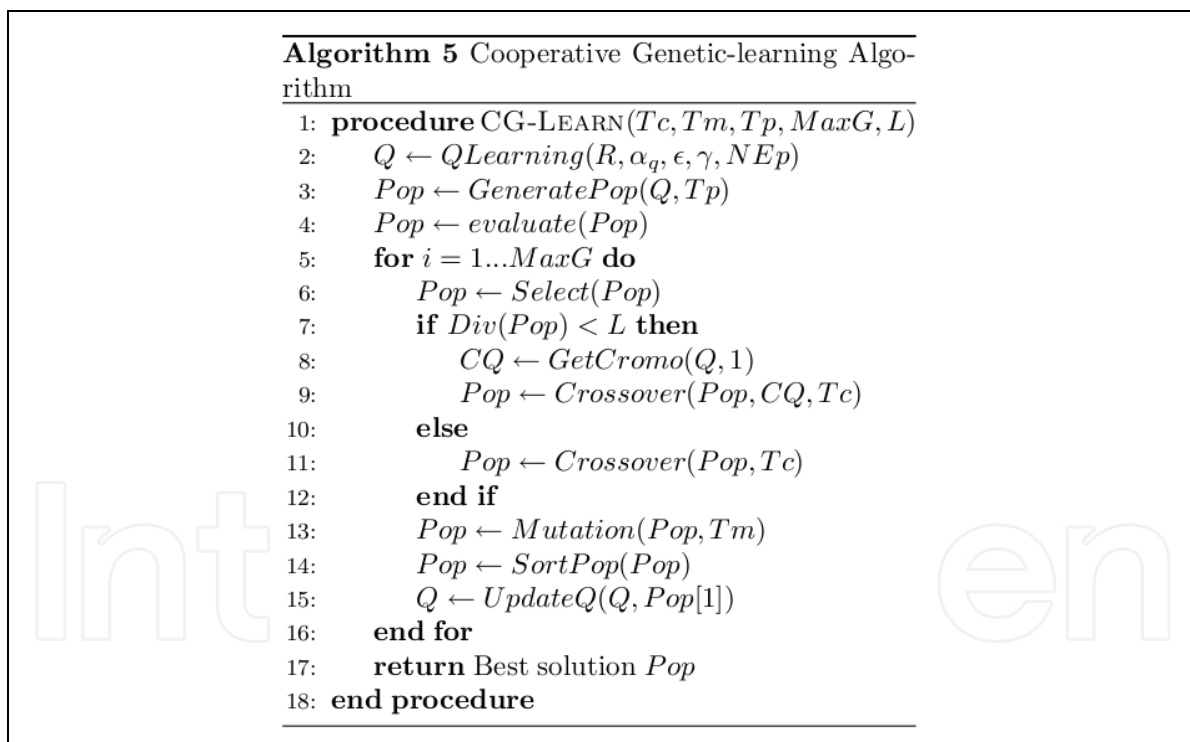 Algorithm 5 Cooperative Genetic-learning Algo-
rithm
1: procedure CG-LEARN(Tc, Tm, Tp, MaxG, L)
2: Q ← QLearning(R, α_q, ϵ, γ, NEp)
3: Pop ← GeneratePop(Q, Tp)
4: Pop ← evaluate(Pop)
5: for i = 1...MaxG do
6: Pop ← Select(Pop)
7: if Div(Pop) < L then
8: CQ ← GetCromo(Q, 1)
9: Pop ← Crossover(Pop, CQ, Tc)
10: else
11: Pop ← Crossover(Pop, Tc)
12: end if
13: Pop ← Mutation(Pop, Tm)
14: Pop ← SortPop(Pop)
15: Q ← UpdateQ(Q, Pop[1])
16: end for
17: return Best solution Pop
18: end procedure
Int en